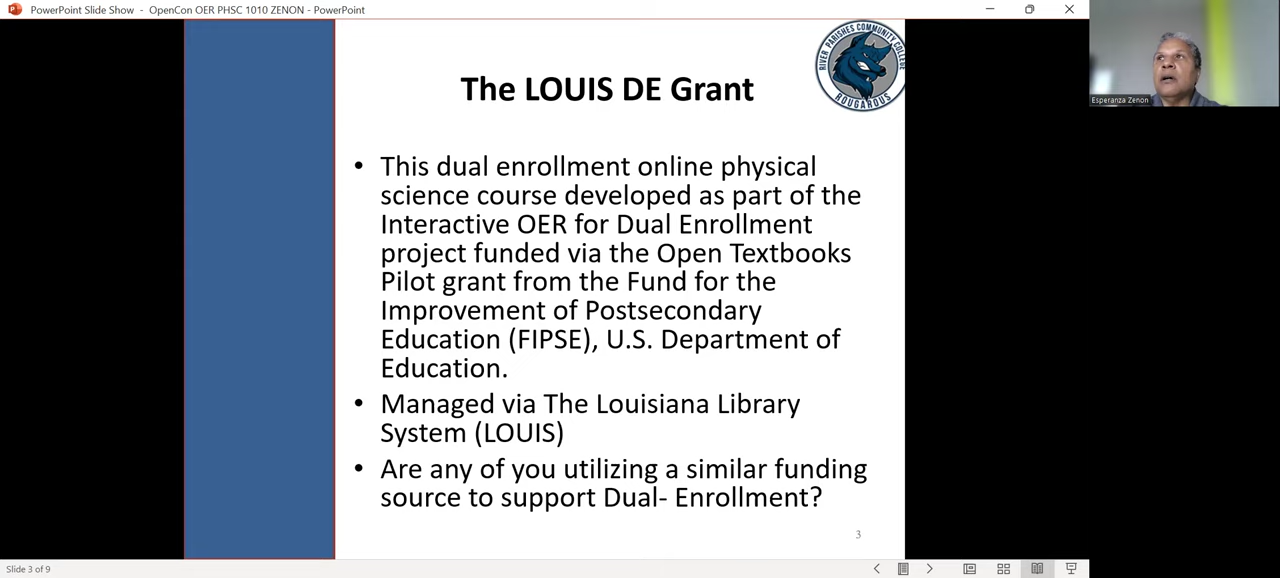 PowerPoint Slide Show - OpenCon OER PHSC 1010 ZENON - PowerPoint
RIVER PARISHES COMMUNITY COLLEGE
ROUGAROUS
Esperanza Zenon
The LOUIS DE Grant
• This dual enrollment online physical
science course developed as part of the
Interactive OER for Dual Enrollment
project funded via the Open Textbooks
Pilot grant from the Fund for the
Improvement of Postsecondary
Education (FIPSE), U.S. Department of
Education.
• Managed via The Louisiana Library
System (LOUIS)
• Are any of you utilizing a similar funding
source to support Dual- Enrollment?
3
Slide 3 of 9